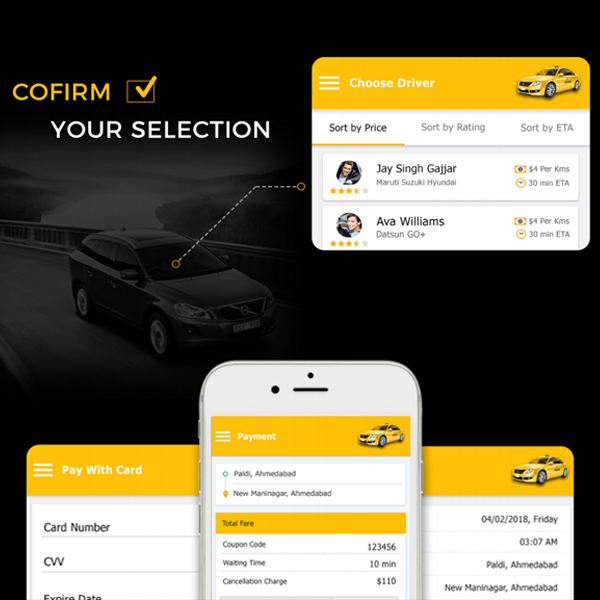 COFIRM
YOUR SELECTION
Choose Driver
Sort by Price Sort by Rating Sort by ETA
Jay Singh Gajjar
Maruti Suzuki Hyundai
$4 Per Kms
30 min ETA
Ava Williams
Datsun GO+
$4 Per Kms
30 min ETA
Payment
Paldi, Ahmedabad
New Maninagar, Ahmedabad
Total Fare
Coupon Code 123456
Waiting Time 10 min
Cancellation Charge $110
Pay With Card
Card Number
CVV
Expire Date
04/02/2018, Friday
03:07 AM
Paldi, Ahmedabad
New Maninagar, Ahmedabad